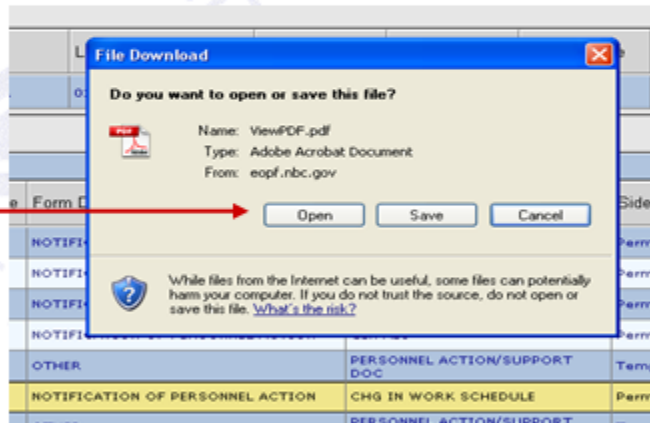 File Download
Do you want to open or save this file?
PDF
Name: ViewPDF.pdf
Type: Adobe Acrobat Document
From: eopf.nbc.gov
Form D
Side
Open Save Cancel
NOTIFI Perm
NOTIFI Perm
While files from the Internet can be useful, some files can potentially
harm your computer. If you do not trust the source, do not open or
save this file. What's the risk?
NOTIFI Perm
OTHER PERSONNEL ACTION/SUPPORT DOC Temp
NOTIFICATION OF PERSONNEL ACTION CHG IN WORK SCHEDULE Perm
PERSONNEL ACTION/SUPPORT